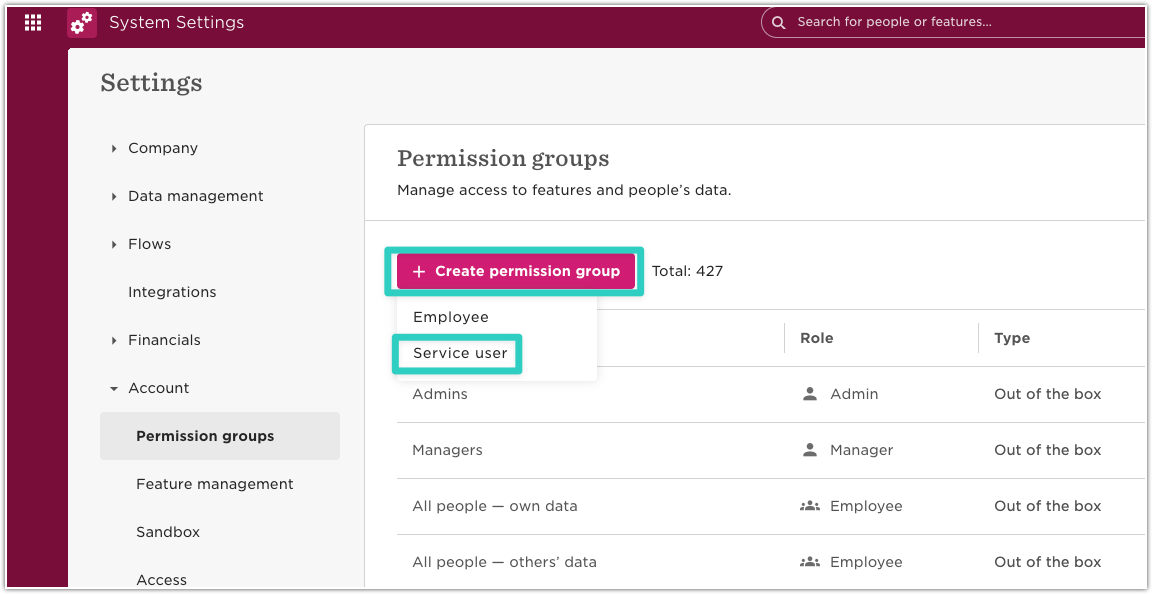 System Settings
Search for people or features...
Settings
Company
Data management
Flows
Integrations
Financials
Account
Permission groups
Feature management
Sandbox
Access
Permission groups
Manage access to features and people’s data.
+ Create permission group
Total: 427
Employee
Service user
Role
Type
Admins
Admin
Out of the box
Managers
Manager
Out of the box
All people — own data
Employee
Out of the box
All people — others’ data
Employee
Out of the box